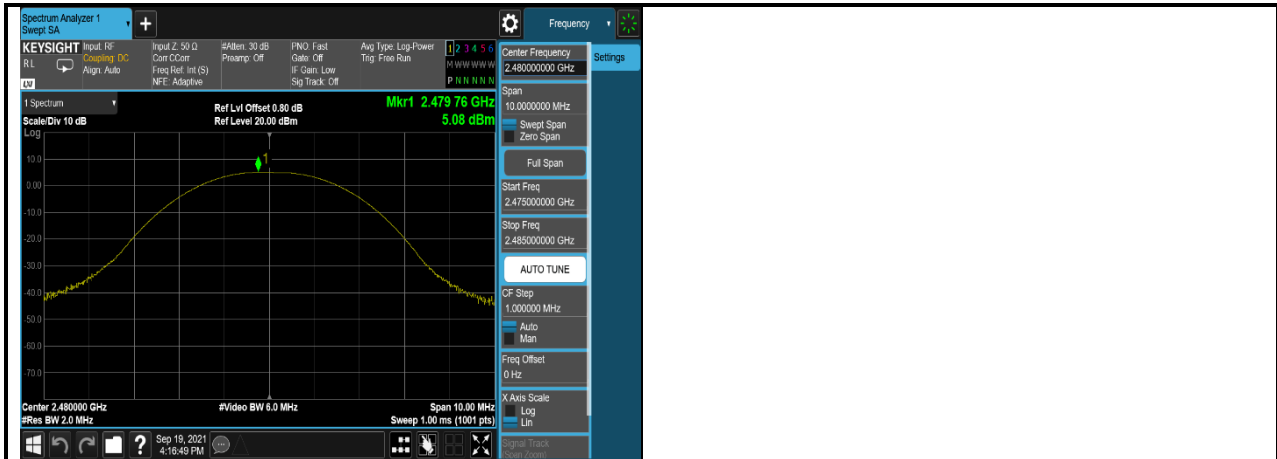 Spectrum Analyzer 1
Swept SA
+
Frequency
KEYSIGHT
RL
LXI
Input: RF
Coupling: DC
Align: Auto
Input Z: 50 Ω
Corr CCorr
Freq Ref: Int (S)
NFE: Adaptive
#Atten: 30 dB
Preamp: Off
PNO: Fast
Gate: Off
IF Gain: Low
Sig Track: Off
Avg Type: Log-Power
Trig: Free Run
1 2 3 4 5 6
M W W W W W
P N N N N N
1 Spectrum
Scale/Div 10 dB
Log
Ref Lvl Offset 0.80 dB
Ref Level 20.00 dBm
Mkr1 2.479 76 GHz
5.08 dBm
1
10.0
0.00
-10.0
-20.0
-30.0
-40.0
-50.0
-60.0
-70.0
Center 2.480000 GHz
#Res BW 2.0 MHz
#Video BW 6.0 MHz
Span 10.00 MHz
Sweep 1.00 ms (1001 pts)
?
Sep 19, 2021
4:16:49 PM
Center Frequency
2.480000000 GHz
Settings
Span
10.0000000 MHz
Swept Span
Zero Span
Full Span
Start Freq
2.475000000 GHz
Stop Freq
2.485000000 GHz
AUTO TUNE
CF Step
1.000000 MHz
Auto
Man
Freq Offset
0 Hz
X Axis Scale
Log
Lin
Signal Track
(Span Zoom)